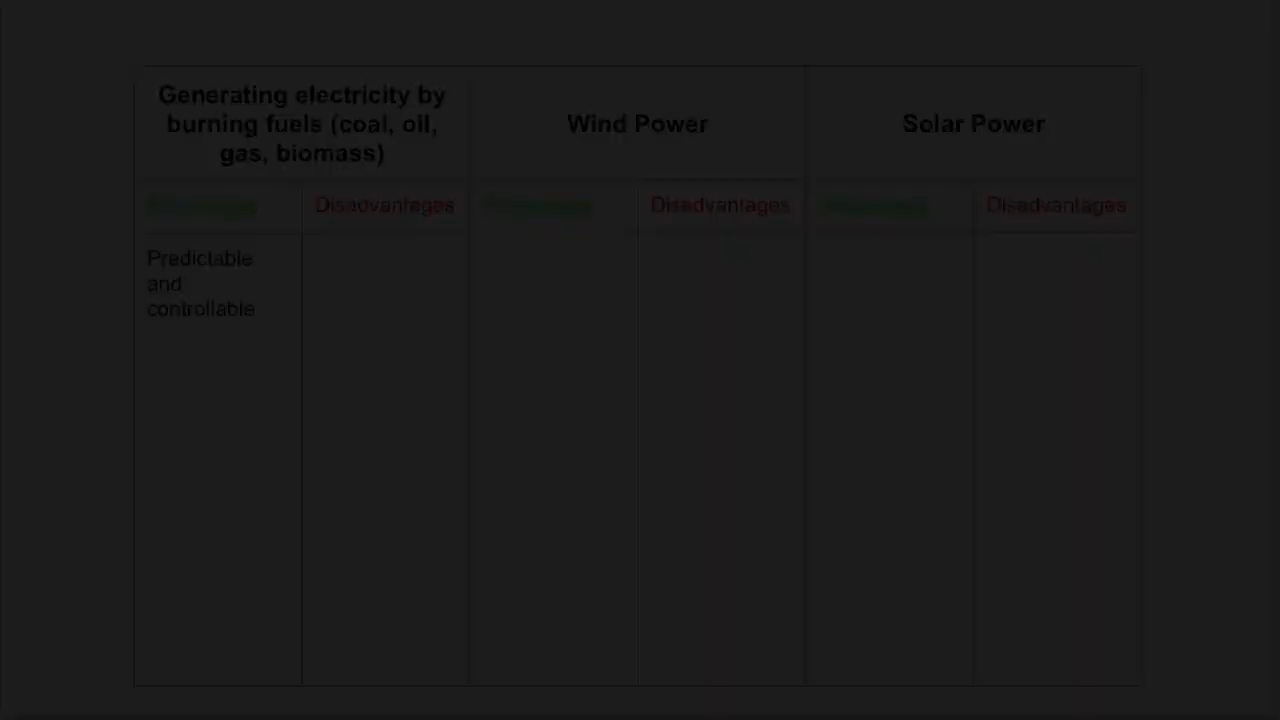 Generating electricity by
burning fuels (coal, oil,
gas, biomass)
Wind Power
Solar Power
Disadvantages
Disadvantages
Disadvantages
Predictable
and
controllable